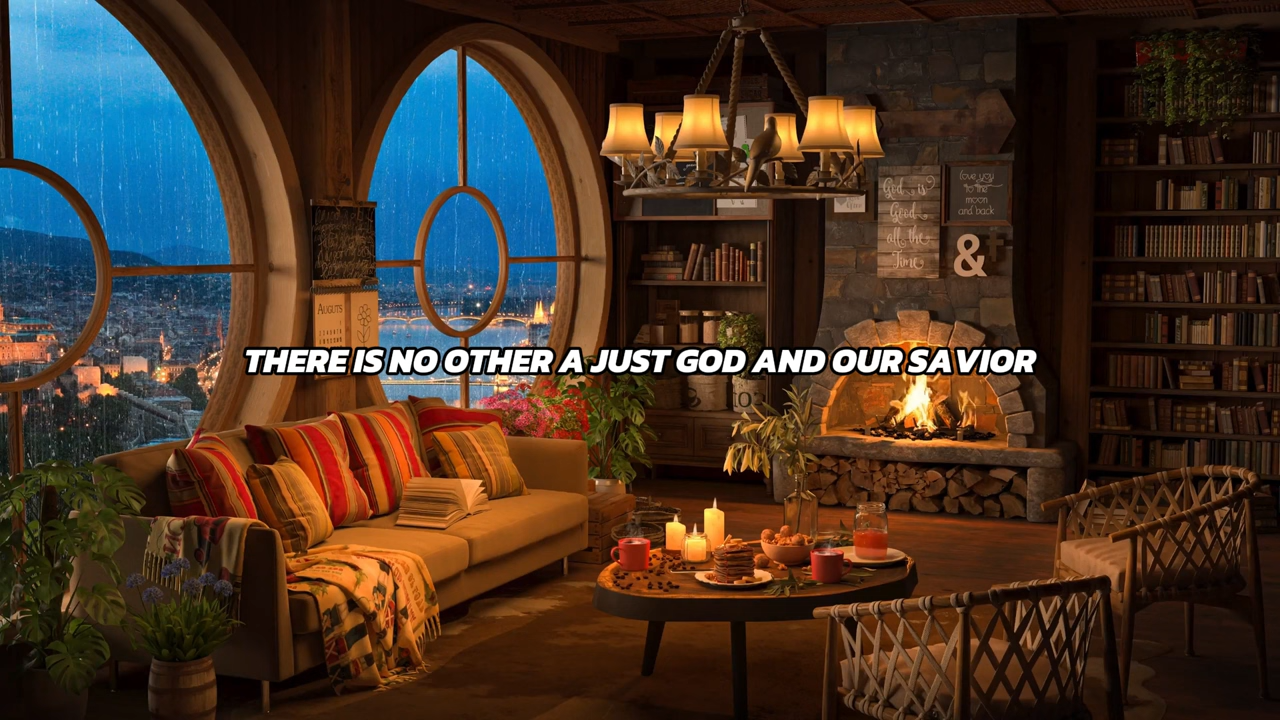 God is
Good
all the
Time
love you
to the
moon
and back
&
AUGUTS
THERE IS NO OTHER A JUST GOD AND OUR SAVIOR